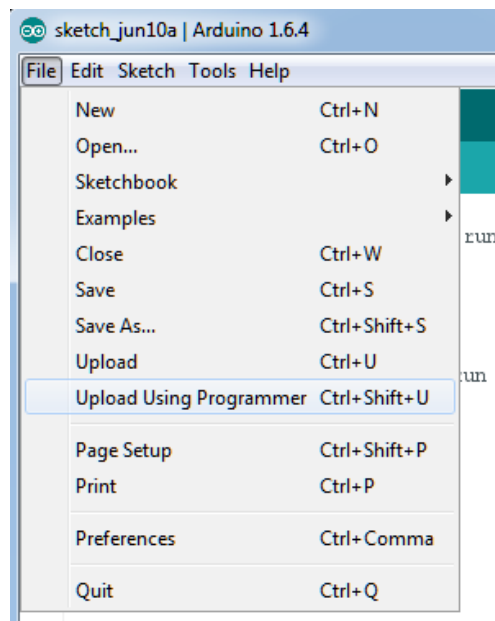 sketch_jun10a | Arduino 1.6.4
File Edit Sketch Tools Help
New Ctrl+N
Open... Ctrl+O
Sketchbook
Examples
Close Ctrl+W
Save Ctrl+S
Save As... Ctrl+Shift+S
Upload Ctrl+U
Upload Using Programmer Ctrl+Shift+U
Page Setup Ctrl+Shift+P
Print Ctrl+P
Preferences Ctrl+Comma
Quit Ctrl+Q
run
run